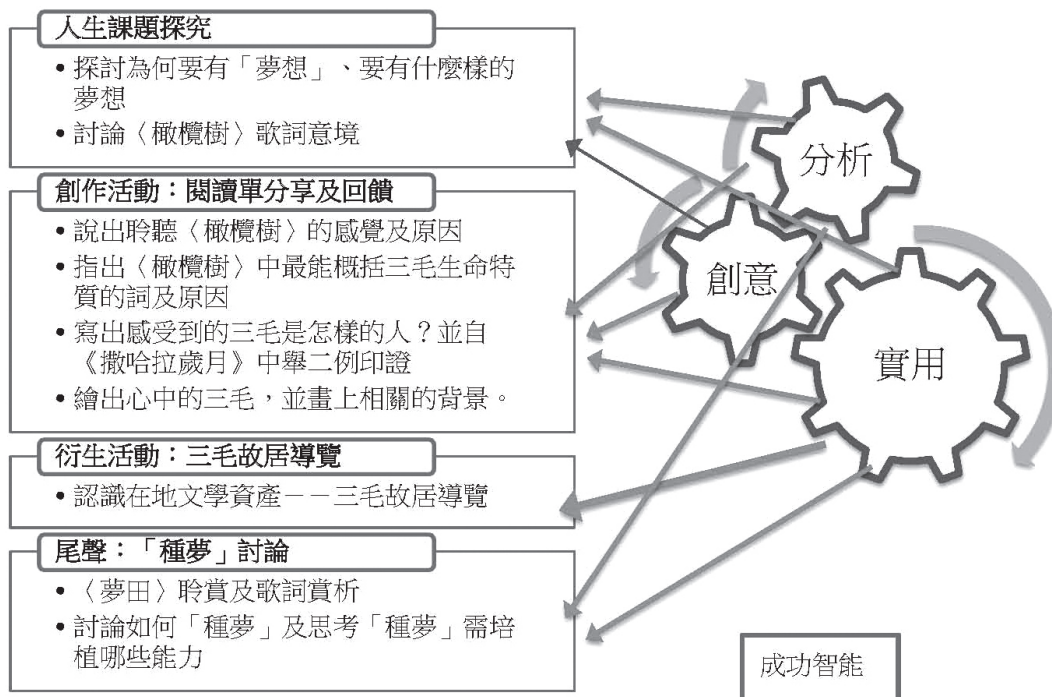 人生課題探究
• 探討為何要有「夢想」、要有什麼樣的
夢想
• 討論〈橄欖樹〉歌詞意境
創作活動：閱讀單分享及回饋
• 說出聆聽〈橄欖樹〉的感覺及原因
• 指出〈橄欖樹〉中最能概括三毛生命特
質的詞及原因
• 寫出感受到的三毛是怎樣的人？並自
《撒哈拉歲月》中舉二例印證
• 繪出心中的三毛，並畫上相關的背景。
衍生活動：三毛故居導覽
• 認識在地文學資產－－三毛故居導覽
尾聲：「種夢」討論
• 〈夢田〉聆賞及歌詞賞析
• 討論如何「種夢」及思考「種夢」需培
植哪些能力
分析
創意
實用
成功智能